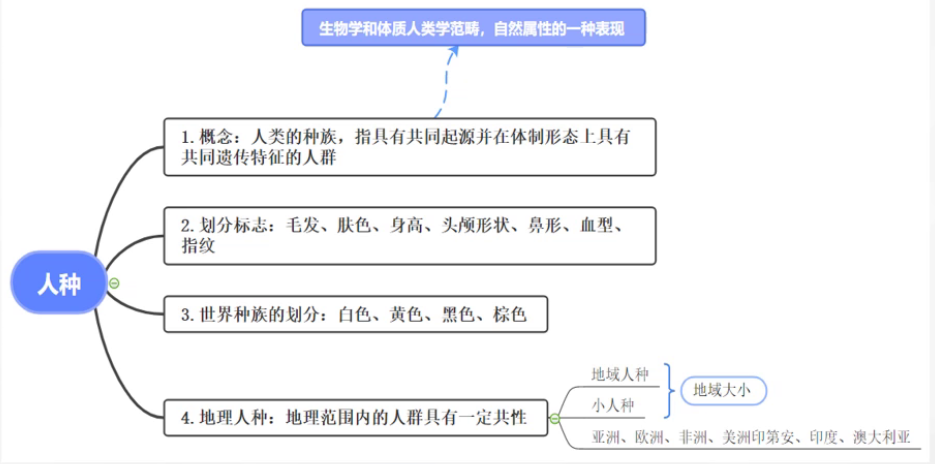 生物学和体质人类学范畴，自然属性的一种表现
1.概念：人类的种族，指具有共同起源并在体制形态上具有
共同遗传特征的人群
2.划分标志：毛发、肤色、身高、头颅形状、鼻形、血型、
指纹
人种
3.世界种族的划分：白色、黄色、黑色、棕色
地域人种
地域大小
小人种
4.地理人种：地理范围内的人群具有一定共性
亚洲、欧洲、非洲、美洲印第安、印度、澳大利亚